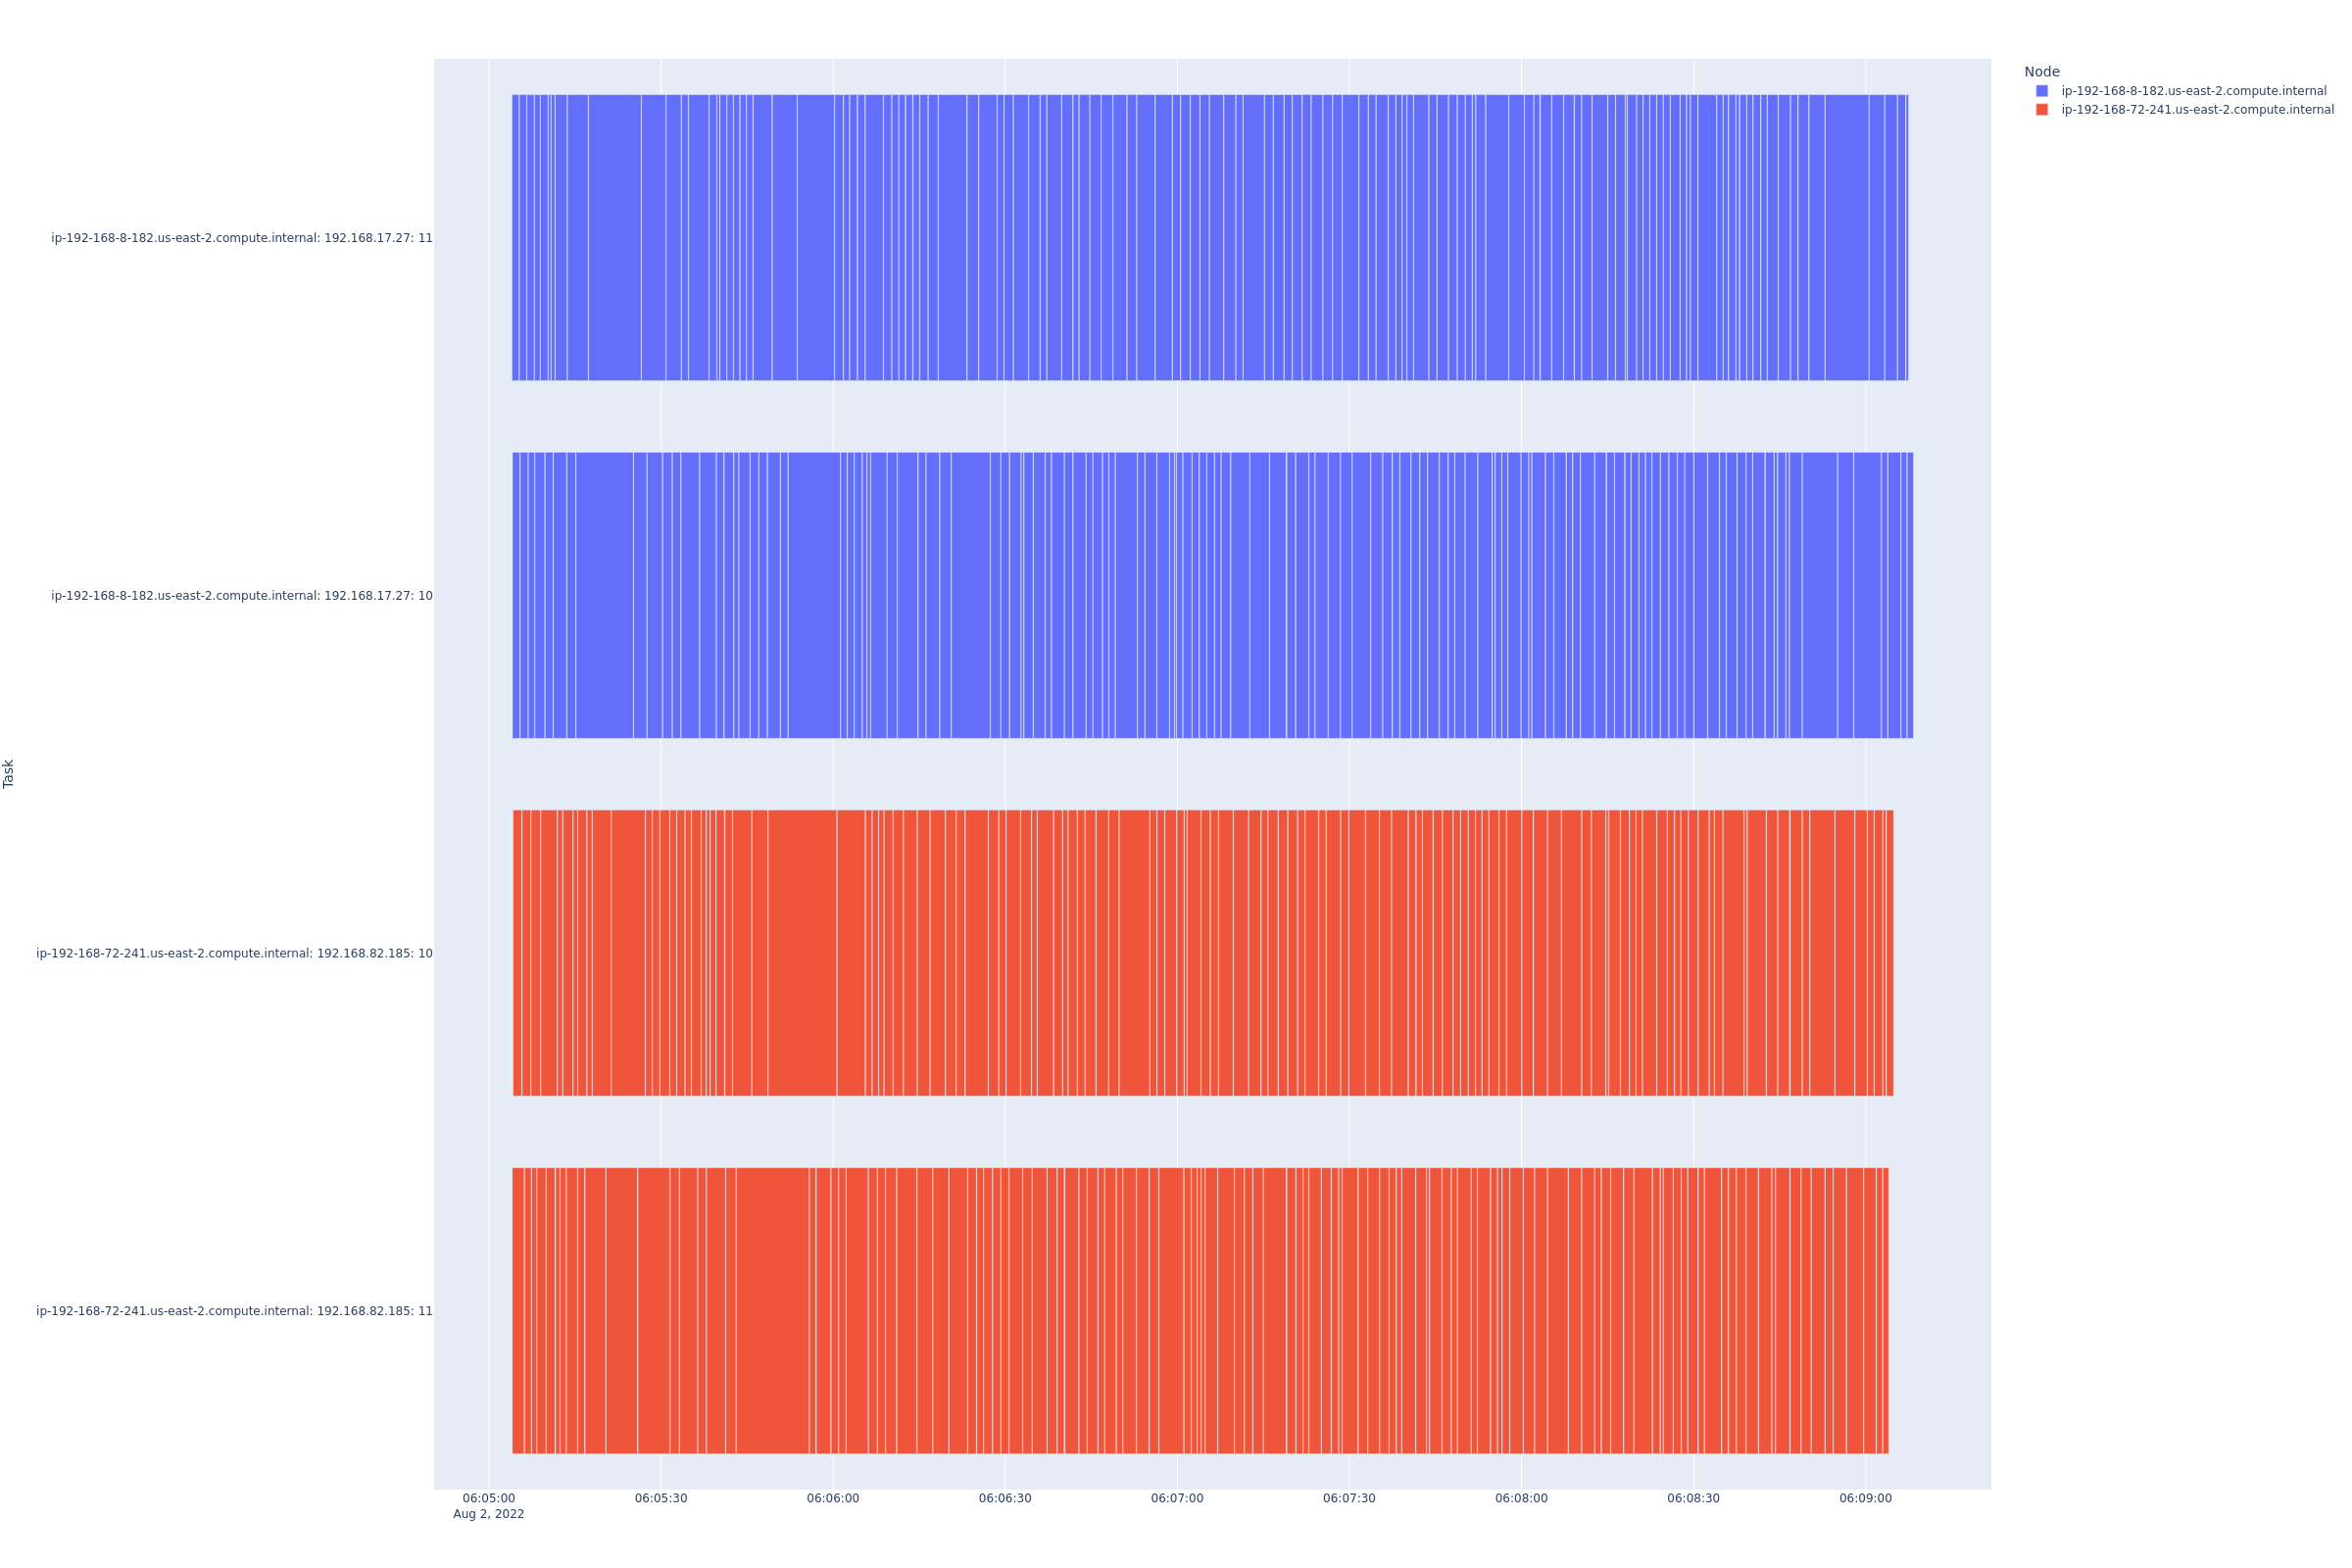 Node
ip-192-168-8-182.us-east-2.compute.internal
ip-192-168-72-241.us-east-2.compute.internal
ip-192-168-8-182.us-east-2.compute.internal: 192.168.17.27: 11
ip-192-168-8-182.us-east-2.compute.internal: 192.168.17.27: 10
Task
ip-192-168-72-241.us-east-2.compute.internal: 192.168.82.185: 10
ip-192-168-72-241.us-east-2.compute.internal: 192.168.82.185: 11
06:05:00 06:05:30 06:06:00 06:06:30 06:07:00 06:07:30 06:08:00 06:08:30 06:09:00
Aug 2, 2022